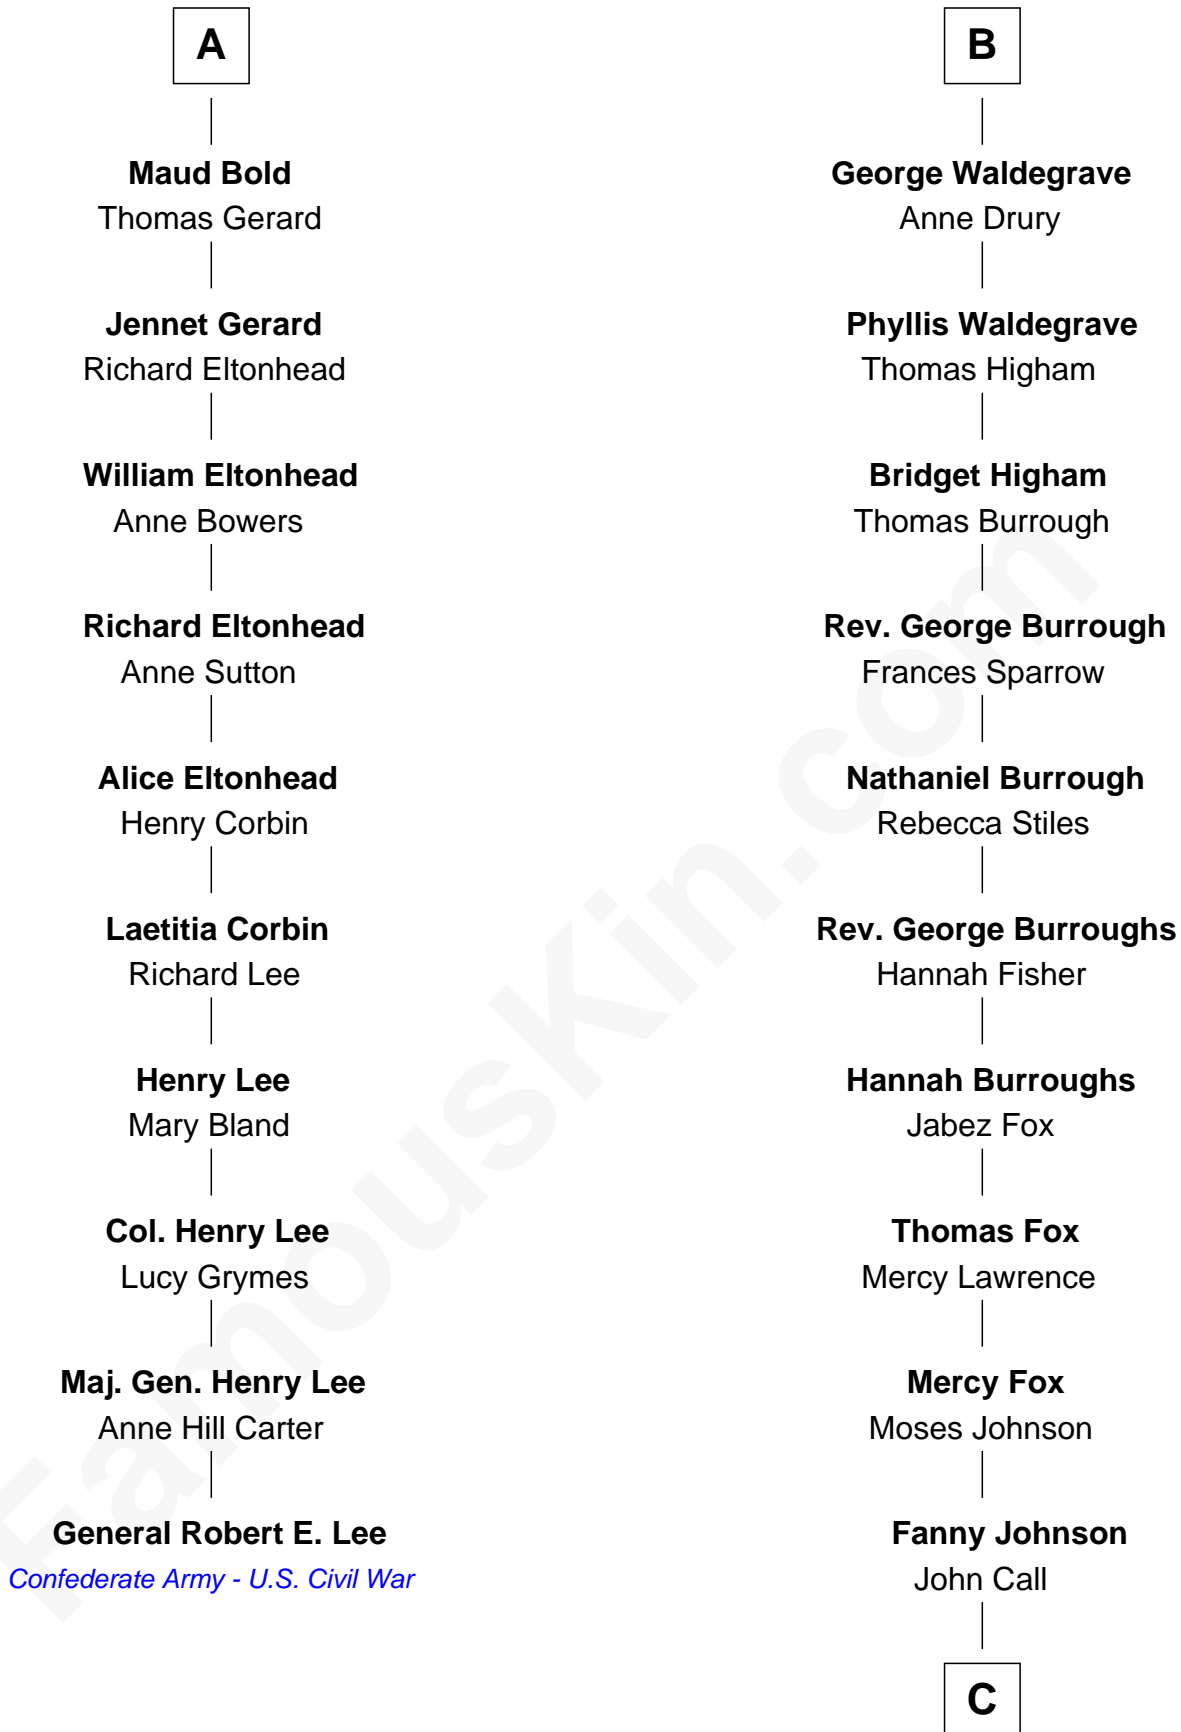 A
Maud Bold
Thomas Gerard
Jennet Gerard
Richard Eltonhead
William Eltonhead
Anne Bowers
Richard Eltonhead
Anne Sutton
Alice Eltonhead
Henry Corbin
Laetitia Corbin
Richard Lee
Henry Lee
Mary Bland
Col. Henry Lee
Lucy Grymes
Maj. Gen. Henry Lee
Anne Hill Carter
General Robert E. Lee
Confederate Army - U.S. Civil War
B
George Waldegrave
Anne Drury
Phyllis Waldegrave
Thomas Higham
Bridget Higham
Thomas Burrough
Rev. George Burrough
Frances Sparrow
Nathaniel Burrough
Rebecca Stiles
Rev. George Burroughs
Hannah Fisher
Hannah Burroughs
Jabez Fox
Thomas Fox
Mercy Lawrence
Mercy Fox
Moses Johnson
Fanny Johnson
John Call
C
FamousKin.com